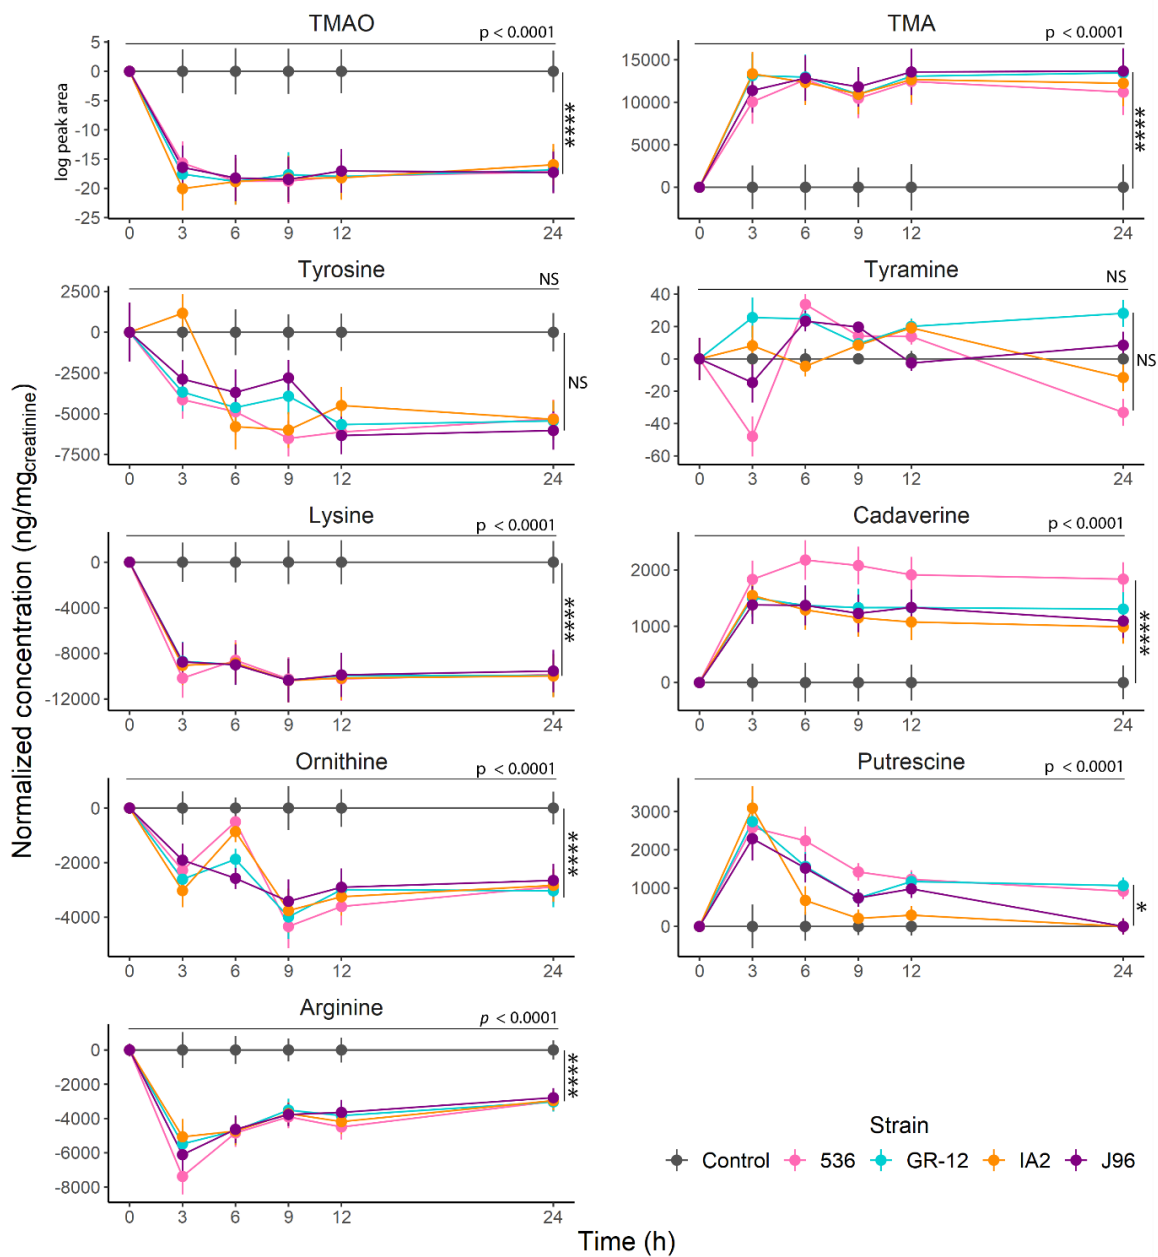 TMAO
p < 0.0001
5
0
-5
-10
-15
-20
-25
log peak area
****
0 3 6 9 12 24
TMA
p < 0.0001
15000
10000
5000
0
****
0 3 6 9 12 24
Tyrosine
NS
2500
0
-2500
-5000
-7500
NS
0 3 6 9 12 24
Tyramine
NS
40
20
0
-20
-40
-60
NS
0 3 6 9 12 24
Lysine
p < 0.0001
0
-4000
-8000
-12000
****
0 3 6 9 12 24
Cadaverine
p < 0.0001
2000
1000
0
****
0 3 6 9 12 24
Ornithine
p < 0.0001
0
-2000
-4000
****
0 3 6 9 12 24
Putrescine
p < 0.0001
3000
2000
1000
0
*
0 3 6 9 12 24
Arginine
p < 0.0001
0
-2000
-4000
-6000
-8000
****
0 3 6 9 12 24
Normalized concentration (ng/mgcreatinine)
Time (h)
Strain
Control 536 GR-12 IA2 J96